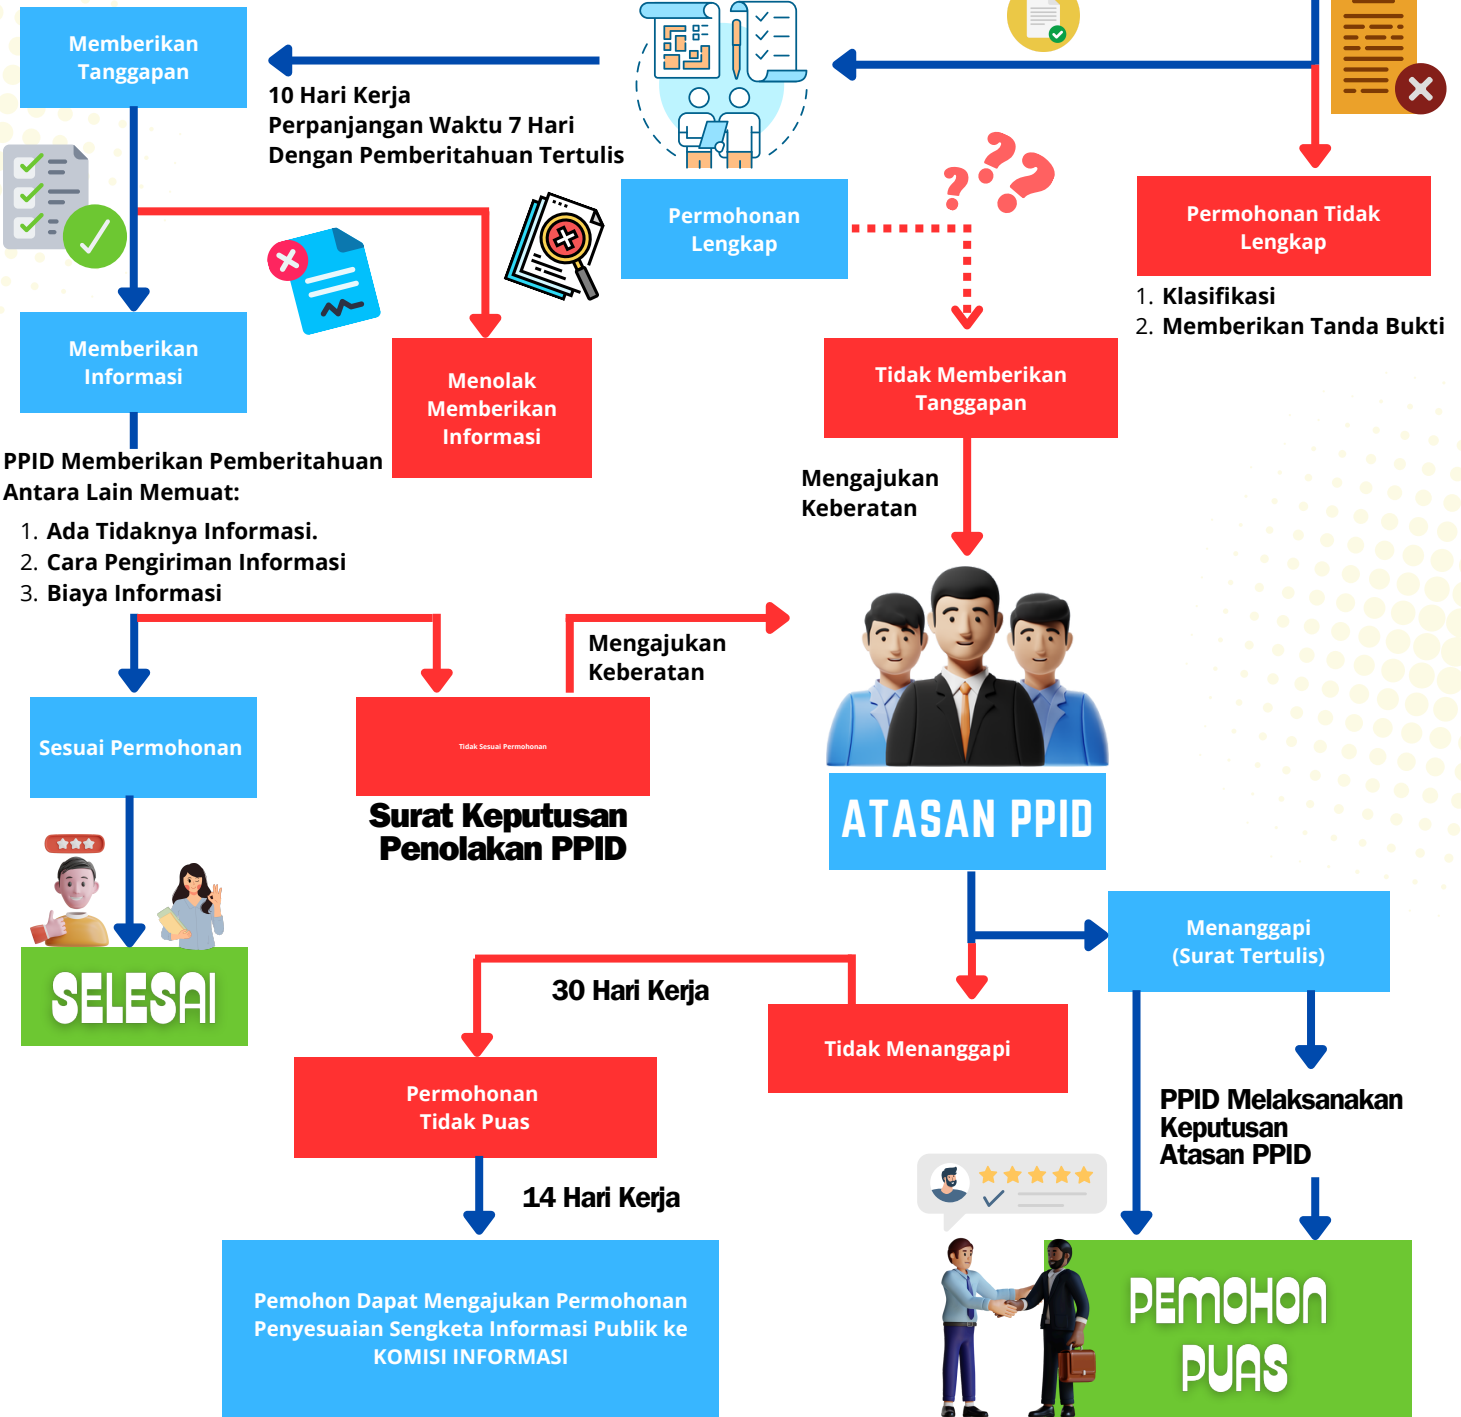 Memberikan
Tanggapan
10 Hari Kerja
Perpanjangan Waktu 7 Hari
Dengan Pemberitahuan Tertulis
Permohonan
Lengkap
Permohonan Tidak
Lengkap
1. Klasifikasi
2. Memberikan Tanda Bukti
Memberikan
Informasi
Menolak
Memberikan
Informasi
Tidak Memberikan
Tanggapan
PPID Memberikan Pemberitahuan
Antara Lain Memuat:
1. Ada Tidaknya Informasi.
2. Cara Pengiriman Informasi
3. Biaya Informasi
Mengajukan
Keberatan
Mengajukan
Keberatan
Sesuai Permohonan
Tidak Sesuai Permohonan
Surat Keputusan
Penolakan PPID
ATASAN PPID
SELESAI
Menanggapi
(Surat Tertulis)
30 Hari Kerja
Tidak Menanggapi
Permohonan
Tidak Puas
PPID Melaksanakan
Keputusan
Atasan PPID
14 Hari Kerja
Pemohon Dapat Mengajukan Permohonan
Penyesuaian Sengketa Informasi Publik ke
KOMISI INFORMASI
PEMOHON
PUAS